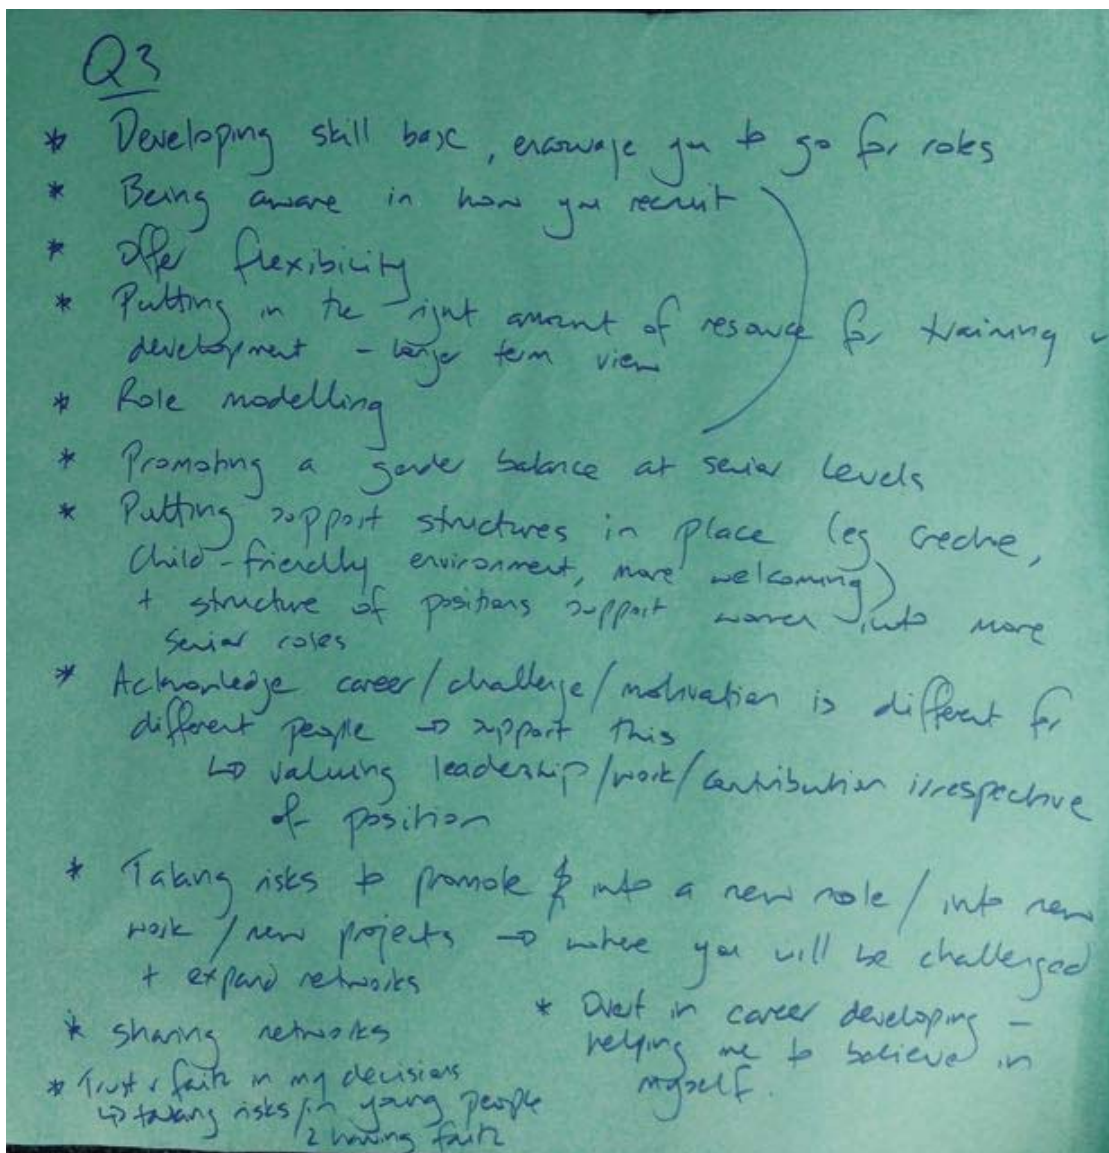 Q3
* Developing skill base, encourage you to go for roles
* Being aware in how you recruit
* Offer flexibility
* Putting in the right amount of resource for training &
development - longer term view
* Role modelling
* Promoting a gender balance at senior levels
* Putting support structures in place (eg creche,
child-friendly environment, more welcoming)
+ structure of positions support women into more
senior roles
* Acknowledge career/challenge/motivation is different for
different people → support this
↳ valuing leadership/work/contribution irrespective
of position
* Taking risks to promote & into a new role / into new
work / new projects → where you will be challenged
+ expand networks
* sharing networks
* Trust & faith in my decisions
↳ taking risks/in young people
& having faith
* Overt in career developing -
helping me to believe in
myself.